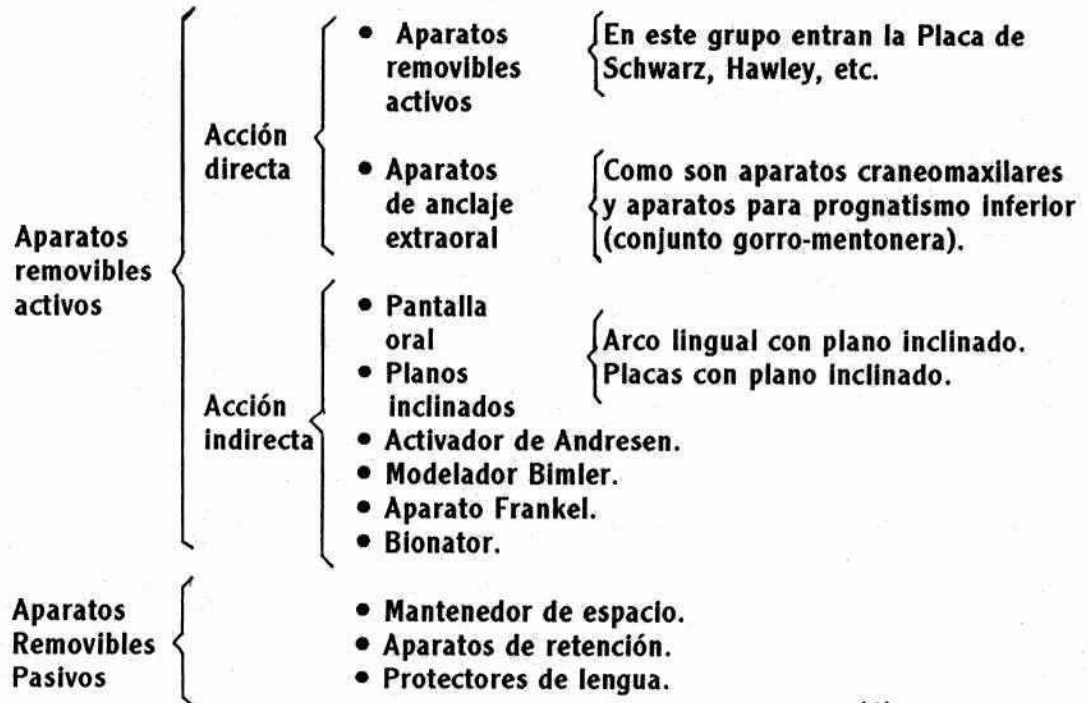 Aparatos
removibles
activos
Acción
directa
• Aparatos
removibles
activos
En este grupo entran la Placa de
Schwarz, Hawley, etc.
• Aparatos
de anclaje
extraoral
Como son aparatos craneomaxilares
y aparatos para prognatismo inferior
(conjunto gorro-mentonera).
Acción
indirecta
• Pantalla
oral
• Planos
inclinados
Arco lingual con plano inclinado.
Placas con plano inclinado.
• Activador de Andresen.
• Modelador Bimler.
• Aparato Frankel.
• Bionator.
Aparatos
Removibles
Pasivos
• Mantenedor de espacio.
• Aparatos de retención.
• Protectores de lengua.